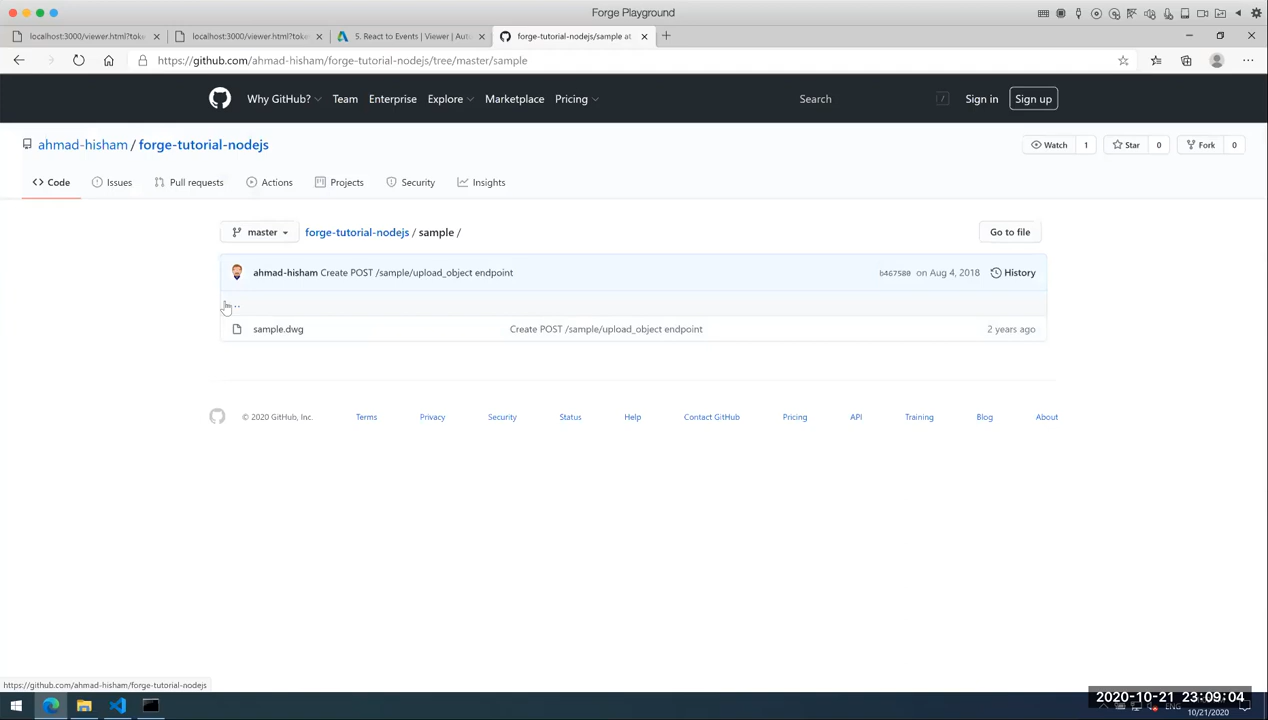 Forge Playground
localhost:3000/viewer.html?toke
localhost:3000/viewer.html?toke
5. React to Events | Viewer | Auto
forge-tutorial-nodejs/sample at
https://github.com/ahmad-hisham/forge-tutorial-nodejs/tree/master/sample
Why GitHub? Team Enterprise Explore Marketplace Pricing
Search / Sign in Sign up
ahmad-hisham / forge-tutorial-nodejs
Watch 1 Star 0 Fork 0
Code Issues Pull requests Actions Projects Security Insights
master forge-tutorial-nodejs / sample / Go to file
ahmad-hisham Create POST /sample/upload_object endpoint b467580 on Aug 4, 2018 History
..
sample.dwg Create POST /sample/upload_object endpoint 2 years ago
© 2020 GitHub, Inc. Terms Privacy Security Status Help Contact GitHub Pricing API Training Blog About
https://github.com/ahmad-hisham/forge-tutorial-nodejs
2020-10-21 23:09:04
ENG
10/21/2020